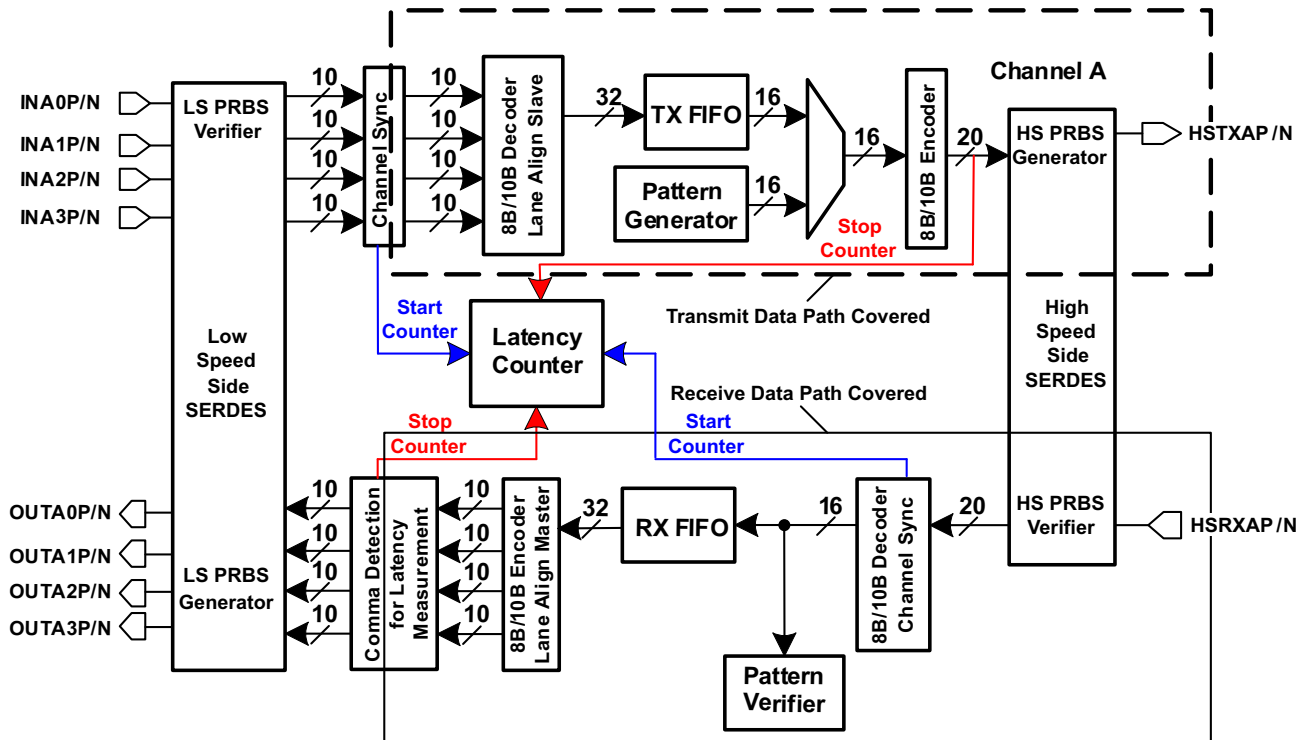 Channel A
INA0P/N
INA1P/N
INA2P/N
INA3P/N
LS PRBS
Verifier
10
10
10
10
Channel Sync
10
10
10
10
8B/10B Decoder
Lane Align Slave
32
TX FIFO
16
Pattern
Generator
16
16
8B/10B Encoder
20
HS PRBS
Generator
HSTXAP/N
Stop
Counter
Start
Counter
Latency
Counter
Transmit Data Path Covered
Low
Speed
Side
SERDES
High
Speed
Side
SERDES
Receive Data Path Covered
Stop
Counter
Start
Counter
OUTA0P/N
OUTA1P/N
OUTA2P/N
OUTA3P/N
LS PRBS
Generator
10
10
10
10
Comma Detection
for Latency
Measurement
10
10
10
10
8B/10B Encoder
Lane Align Master
32
RX FIFO
16
8B/10B Decoder
Channel Sync
20
HS PRBS
Verifier
HSRXAP/N
Pattern
Verifier